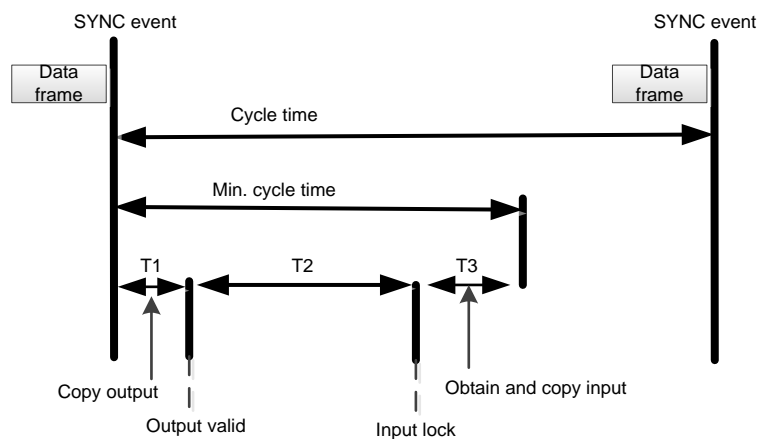 SYNC event
SYNC event
Data
frame
Data
frame
Cycle time
Min. cycle time
T1
T2
T3
Copy output
Obtain and copy input
Output valid
Input lock